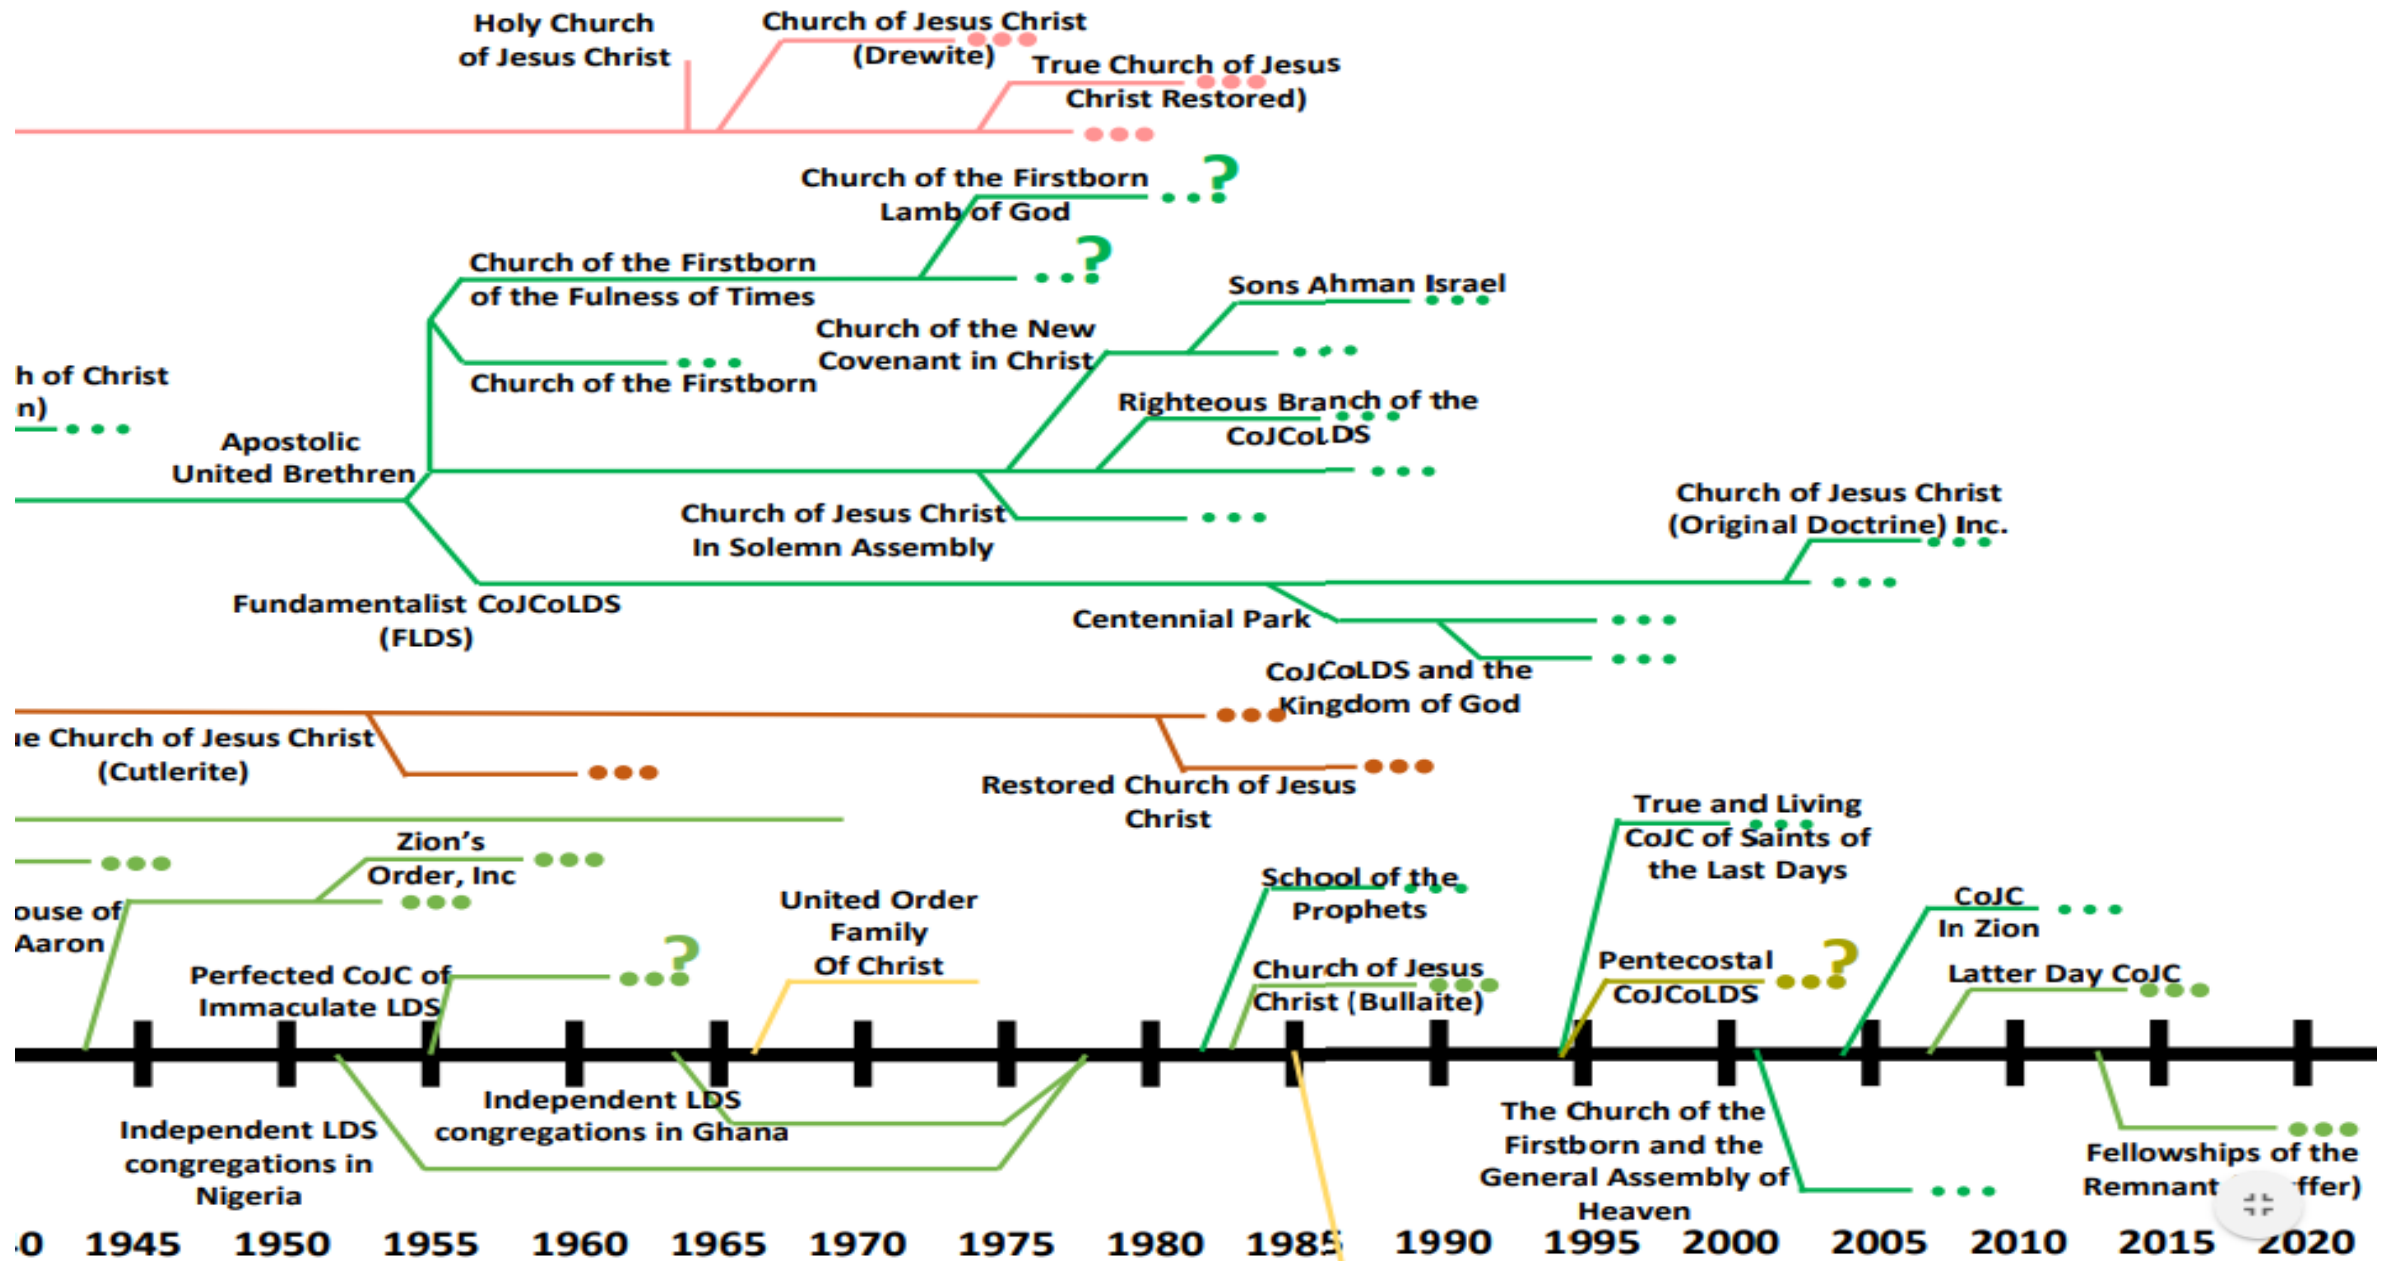 Holy Church
of Jesus Christ
Church of Jesus Christ
(Drewite)
True Church of Jesus
Christ Restored)
Church of the Firstborn
Lamb of God
?
Church of the Firstborn
of the Fulness of Times
?
Church of the Firstborn
Sons Ahman Israel
Church of the New
Covenant in Christ
h of Christ
n)
Righteous Branch of the
CoJCoLDS
Apostolic
United Brethren
Church of Jesus Christ
In Solemn Assembly
Church of Jesus Christ
(Original Doctrine) Inc.
Fundamentalist CoJCoLDS
(FLDS)
Centennial Park
CoJCoLDS and the
Kingdom of God
ue Church of Jesus Christ
(Cutlerite)
Restored Church of Jesus
Christ
True and Living
CoJC of Saints of
the Last Days
Zion's
Order, Inc
ouse of
Aaron
United Order
Family
Of Christ
School of the
Prophets
CoJC
In Zion
Perfected CoJC of
Immaculate LDS
?
Church of Jesus
Christ (Bullaite)
Pentecostal
CoJCoLDS
?
Latter Day CoJC
Independent LDS
congregations in
Nigeria
Independent LDS
congregations in Ghana
The Church of the
Firstborn and the
General Assembly of
Heaven
Fellowships of the
Remnant ffer)
0 1945 1950 1955 1960 1965 1970 1975 1980 1985 1990 1995 2000 2005 2010 2015 2020